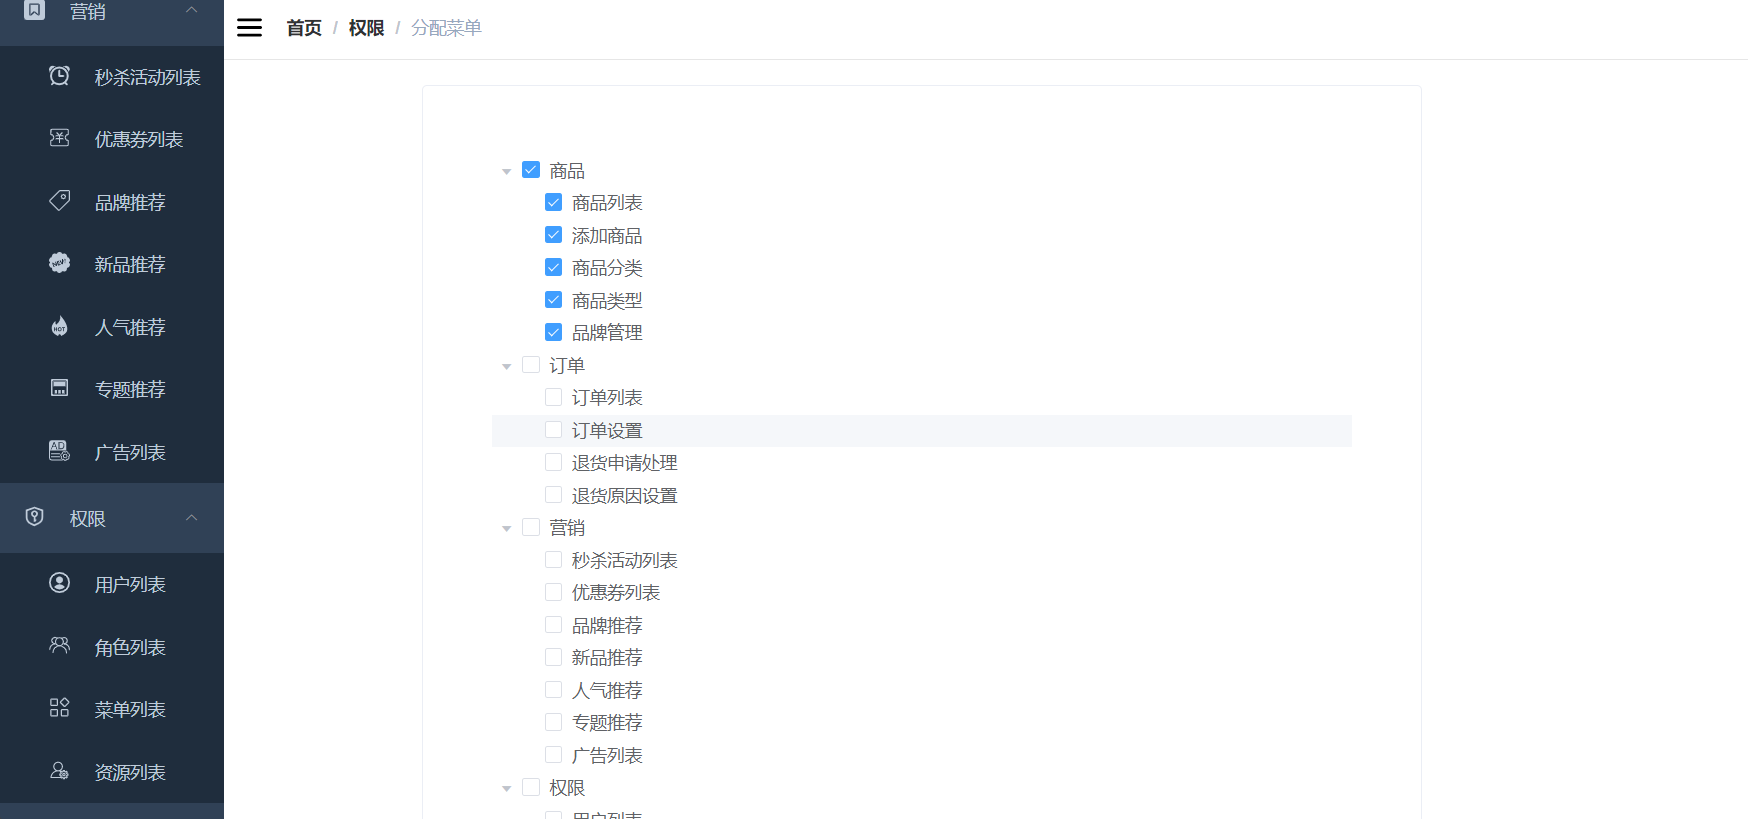 营销
秒杀活动列表
优惠券列表
品牌推荐
新品推荐
人气推荐
专题推荐
广告列表
权限
用户列表
角色列表
菜单列表
资源列表
首页 / 权限 / 分配菜单
商品
商品列表
添加商品
商品分类
商品类型
品牌管理
订单
订单列表
订单设置
退货申请处理
退货原因设置
营销
秒杀活动列表
优惠券列表
品牌推荐
新品推荐
人气推荐
专题推荐
广告列表
权限
用户列表